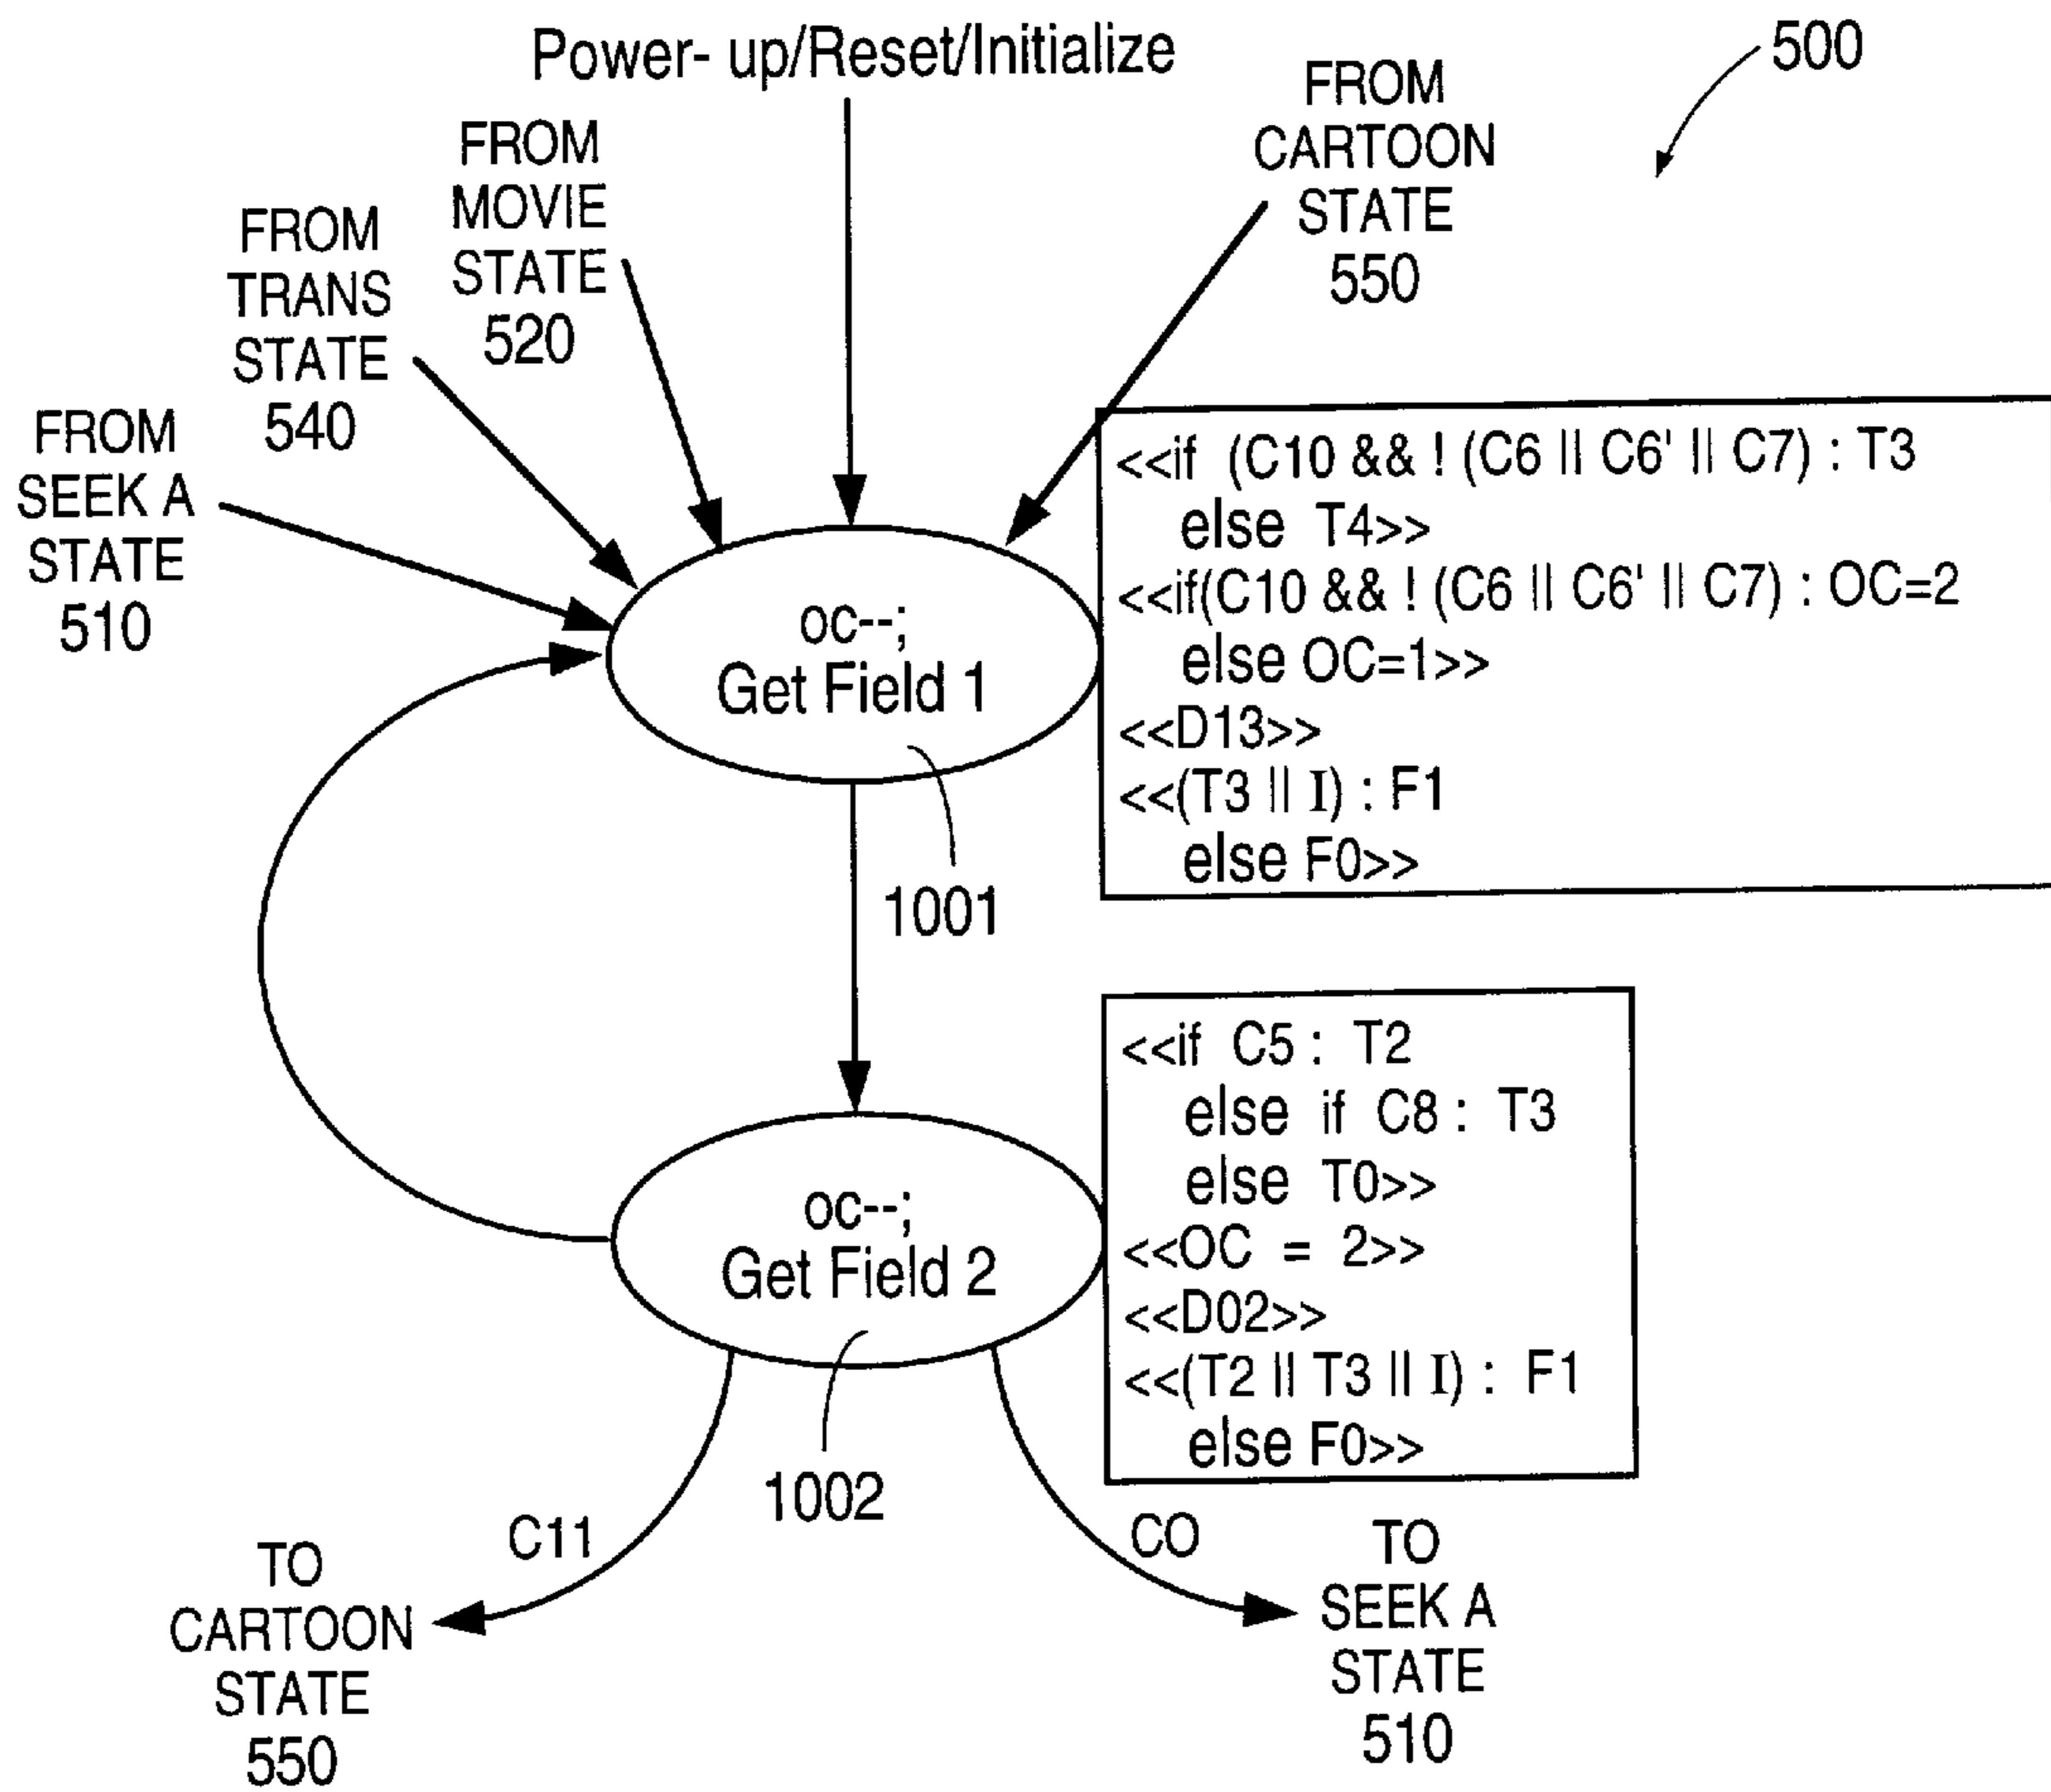 Power- up/Reset/Initialize
500
FROM
CARTOON
STATE
550
FROM
MOVIE
STATE
520
FROM
TRANS
STATE
540
FROM
SEEK A
STATE
510
oc--;
Get Field 1
1001
<<if (C10 && ! (C6 || C6' || C7) : T3
else T4>>
<<if(C10 && ! (C6 || C6' || C7) : OC=2
else OC=1>>
<<D13>>
<<(T3 || I) : F1
else F0>>
oc--;
Get Field 2
1002
<<if C5 : T2
else if C8 : T3
else T0>>
<<OC = 2>>
<<D02>>
<<(T2 || T3 || I) : F1
else F0>>
C11
TO
CARTOON
STATE
550
CO
TO
SEEK A
STATE
510